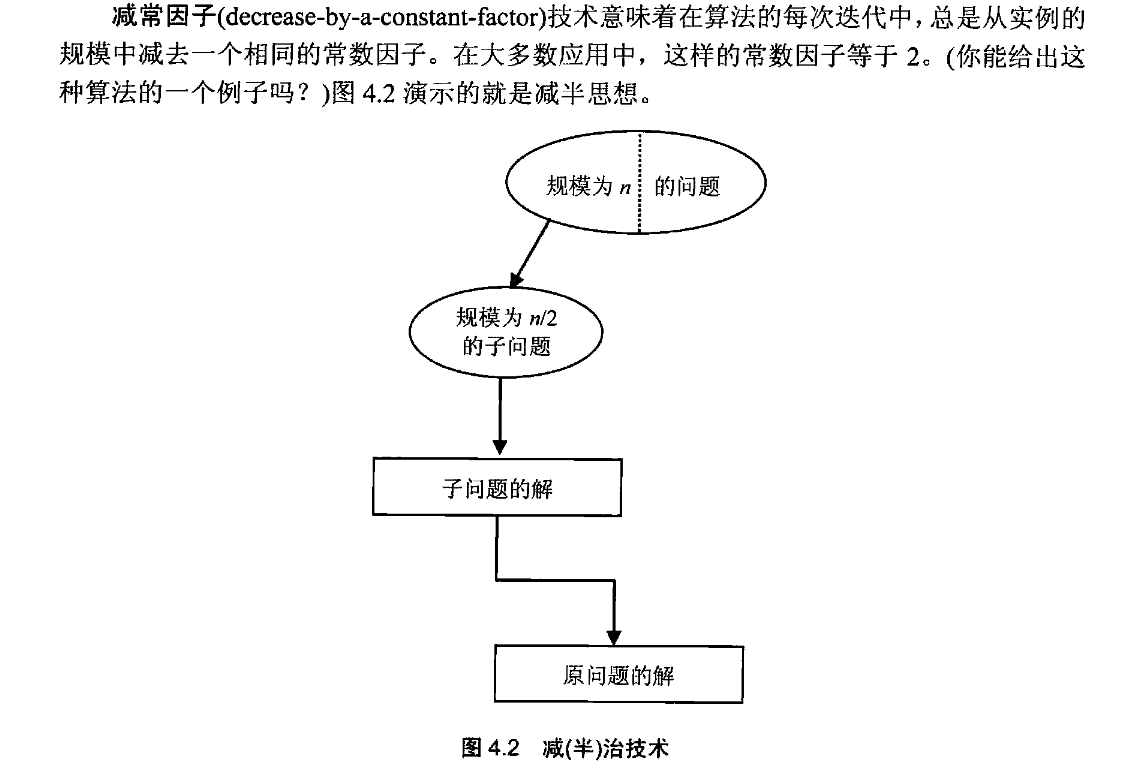 减常因子(decrease-by-a-constant-factor)技术意味着在算法的每次迭代中，总是从实例的
规模中减去一个相同的常数因子。在大多数应用中，这样的常数因子等于 2。(你能给出这
种算法的一个例子吗？)图 4.2 演示的就是减半思想。
规模为 n 的问题
规模为 n/2
的子问题
子问题的解
原问题的解
图 4.2 减(半)治技术